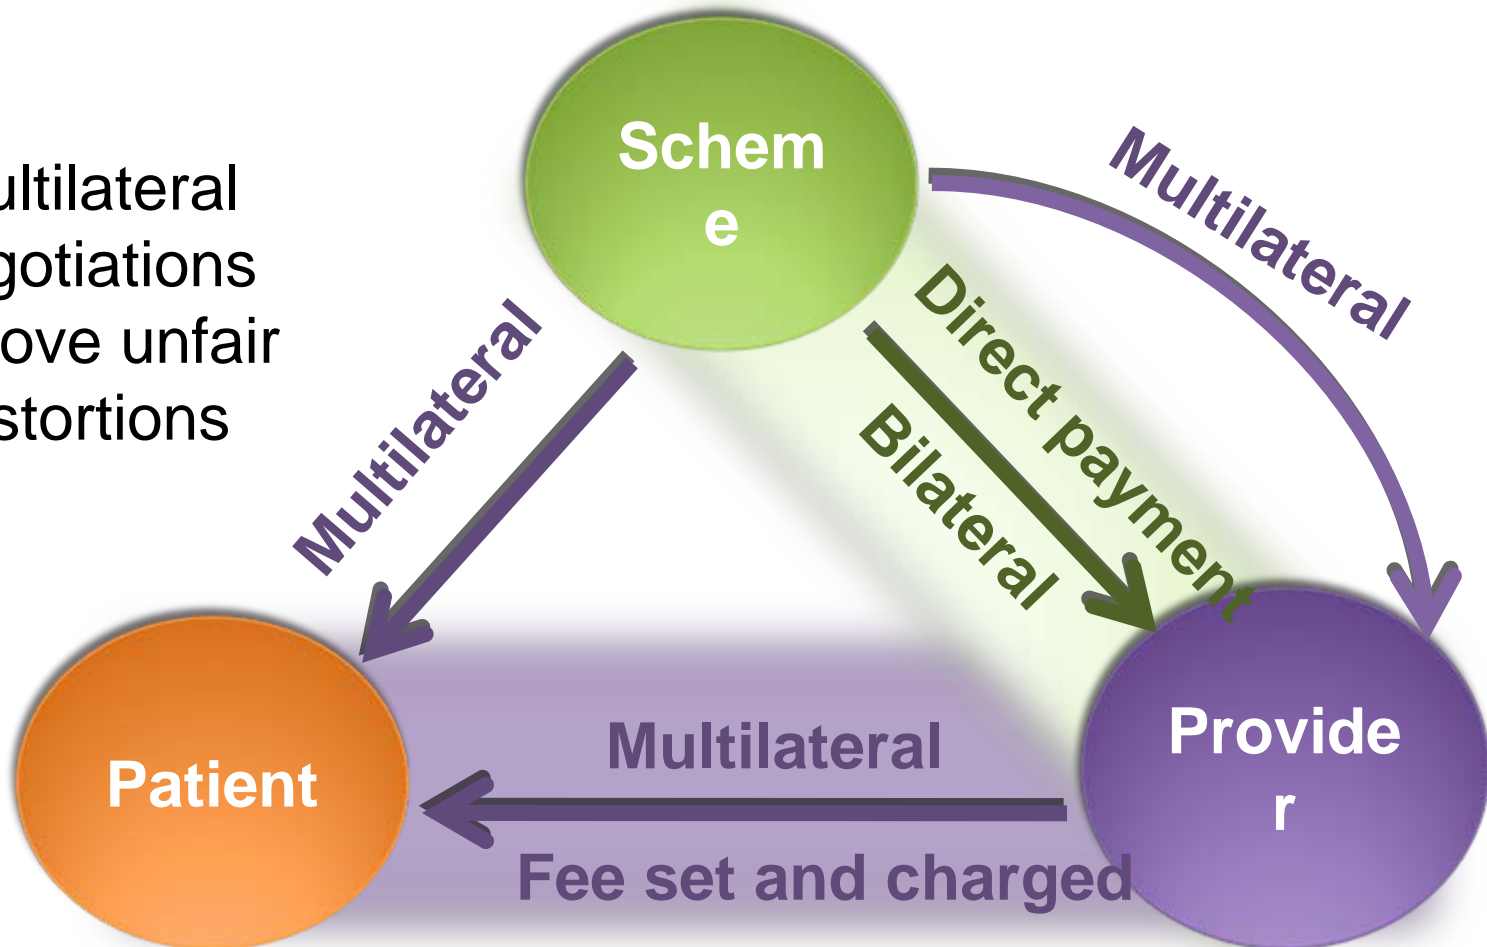 ultilateral
gotiations
ove unfair
stortions
Schem
e
Multilateral
Multilateral
Direct payment
Bilateral
Patient
Multilateral
Fee set and charged
Provide
r